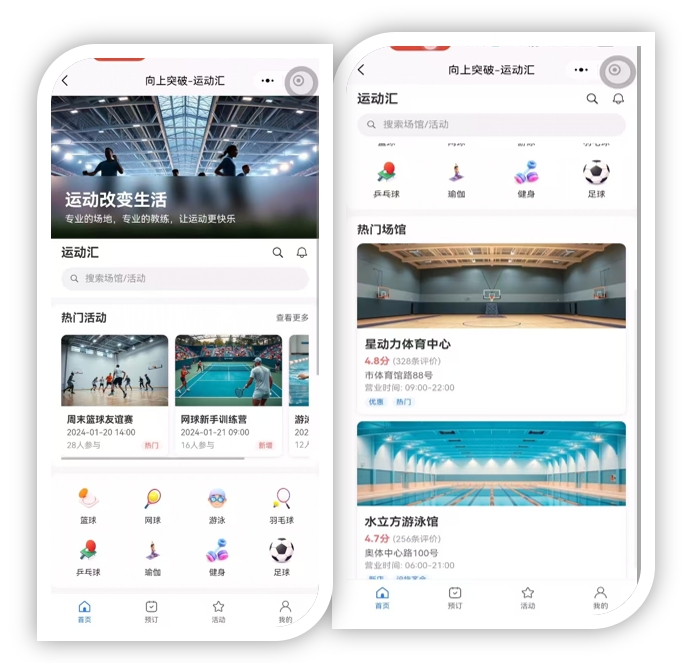 向上突破-运动汇
运动改变生活
专业的场地，专业的教练，让运动更快乐
运动汇
搜索场馆/活动
热门活动
查看更多
周末篮球友谊赛
2024-01-20 14:00
28人参与
热门
网球新手训练营
2024-01-21 09:00
16人参与
新增
202
12人
篮球
网球
游泳
羽毛球
乒乓球
瑜伽
健身
足球
首页
预订
活动
我的
向上突破-运动汇
运动汇
搜索场馆/活动
乒乓球
瑜伽
健身
足球
热门场馆
星动力体育中心
4.8分 (328条评价)
市体育馆路88号
营业时间: 09:00-22:00
优惠
热门
水立方游泳馆
4.7分 (256条评价)
奥体中心路100号
营业时间: 06:00-21:00
首页
预订
活动
我的